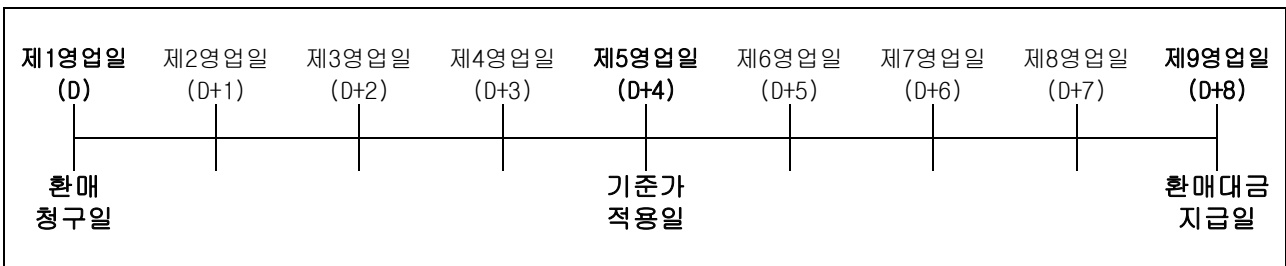 제1영업일 제2영업일 제3영업일 제4영업일 제5영업일 제6영업일 제7영업일 제8영업일 제9영업일
(D) (D+1) (D+2) (D+3) (D+4) (D+5) (D+6) (D+7) (D+8)
환매 기준가 환매대금
청구일 적용일 지급일